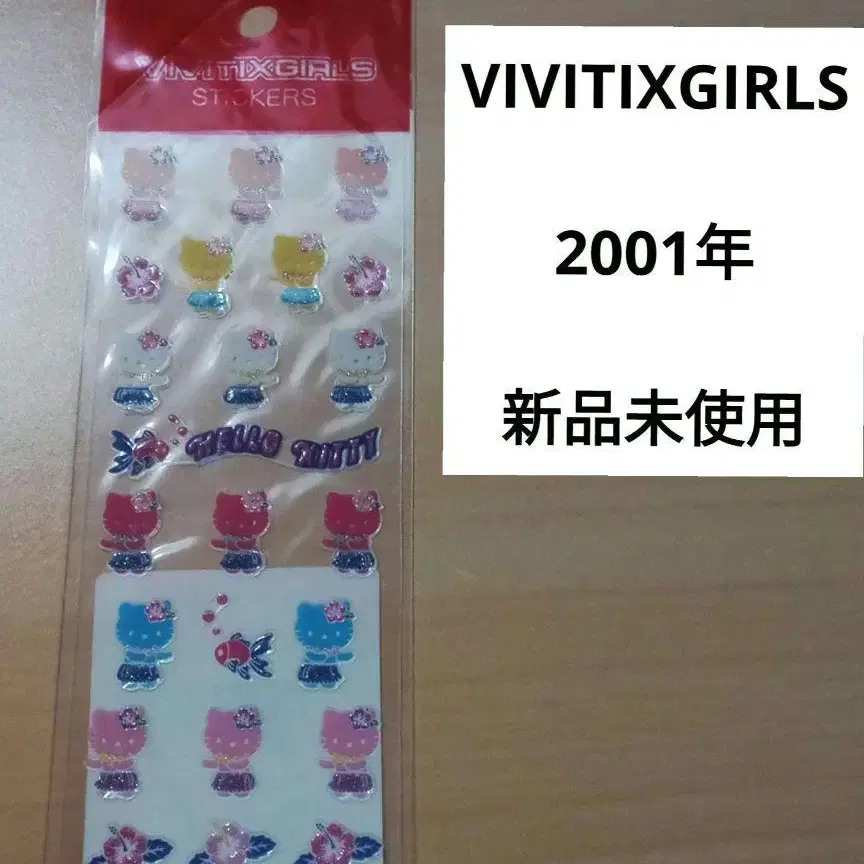 VIVITIXGIRLS
STICKERS
HELLO KITTY
VIVITIXGIRLS
2001年
新品未使用